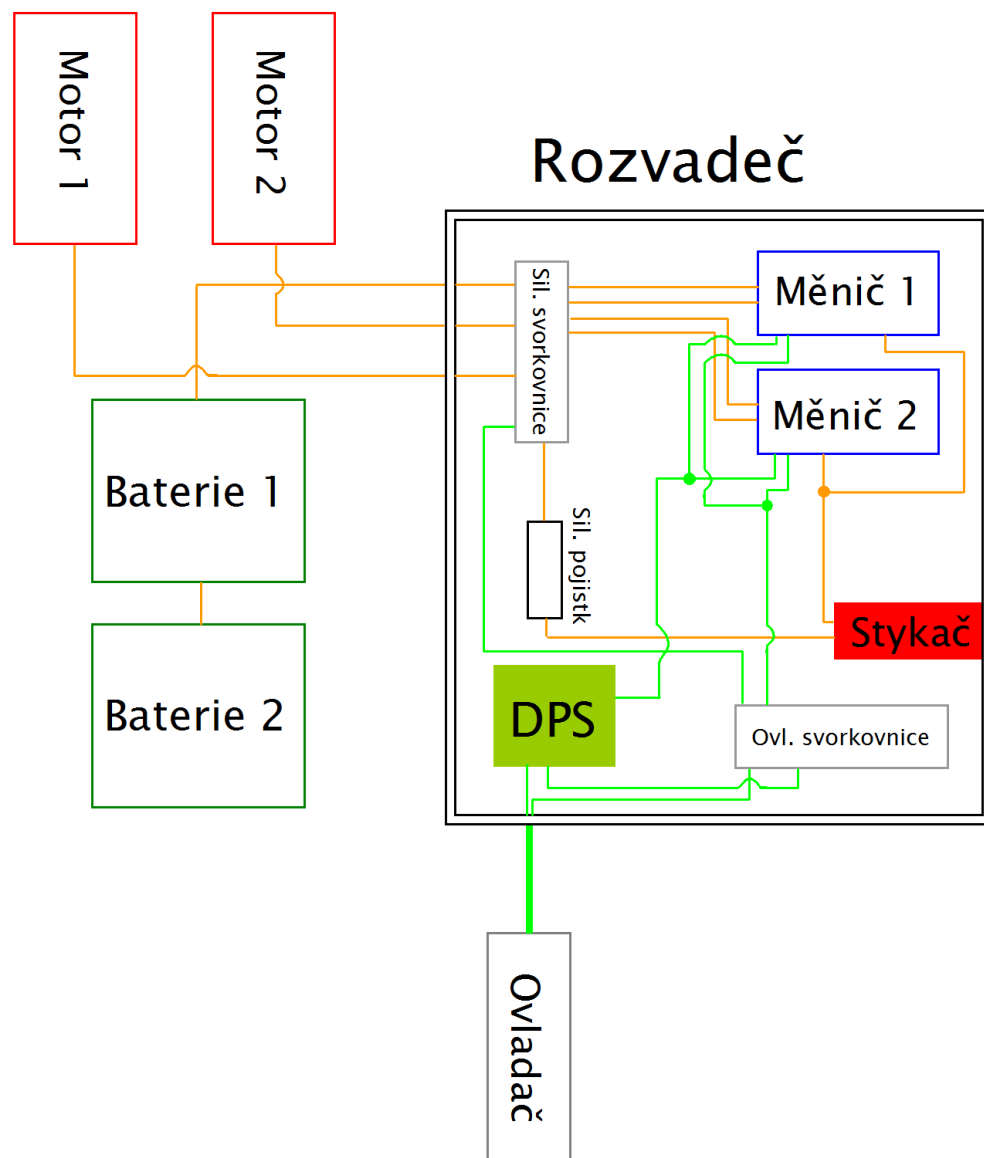 Motor 1
Motor 2
Rozvadeč
Sil. svorkovnice
Měnič 1
Měnič 2
Baterie 1
Sil. pojistk
Stykač
Baterie 2
DPS
Ovl. svorkovnice
Ovladač